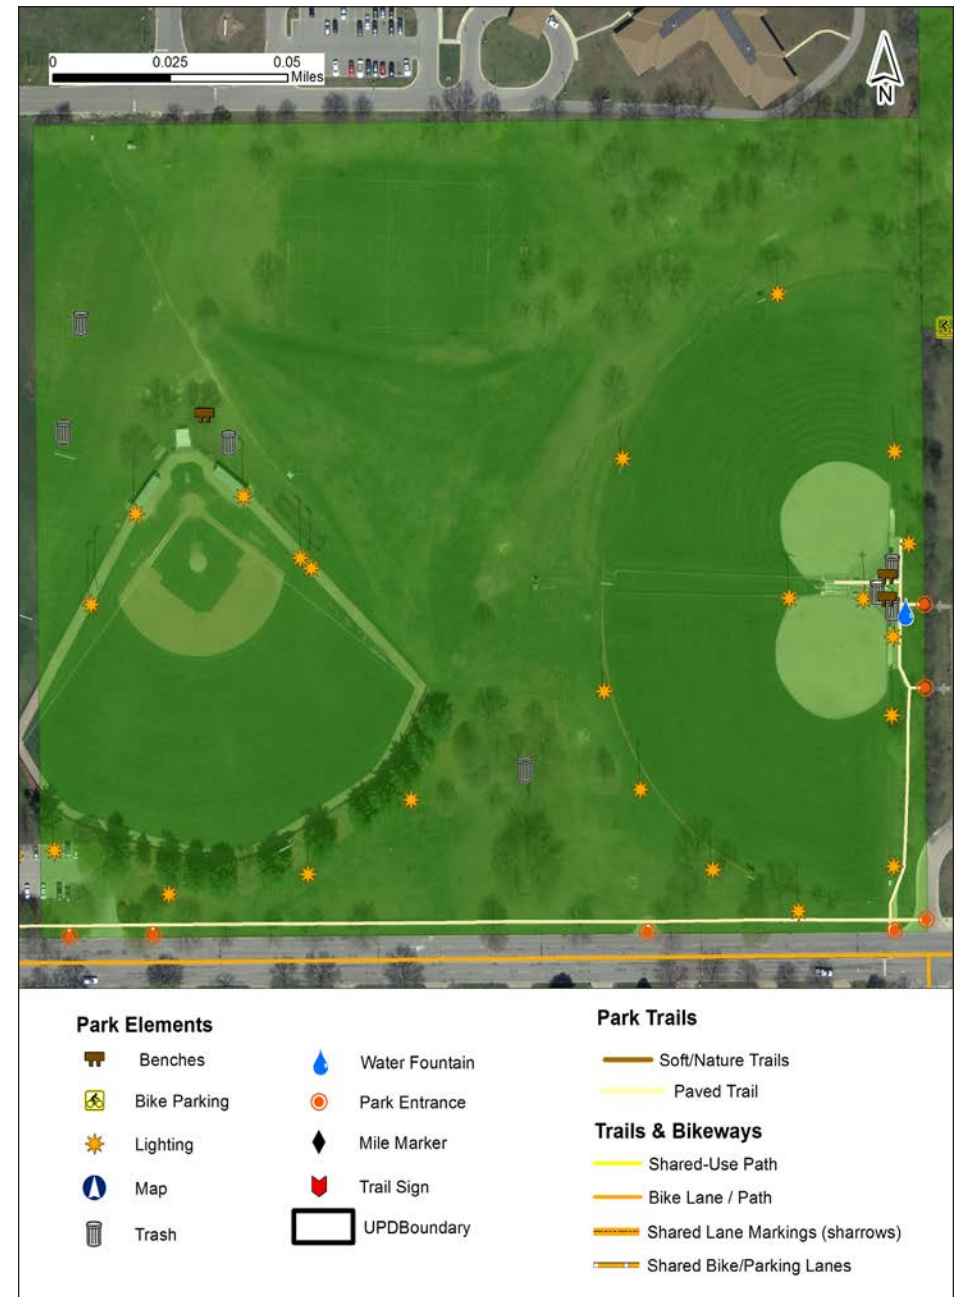 0 0.025 0.05
Miles
N
Park Elements
Benches
Bike Parking
Lighting
Map
Trash
Water Fountain
Park Entrance
Mile Marker
Trail Sign
UPDBoundary
Park Trails
Soft/Nature Trails
Paved Trail
Trails & Bikeways
Shared-Use Path
Bike Lane / Path
Shared Lane Markings (sharrows)
Shared Bike/Parking Lanes